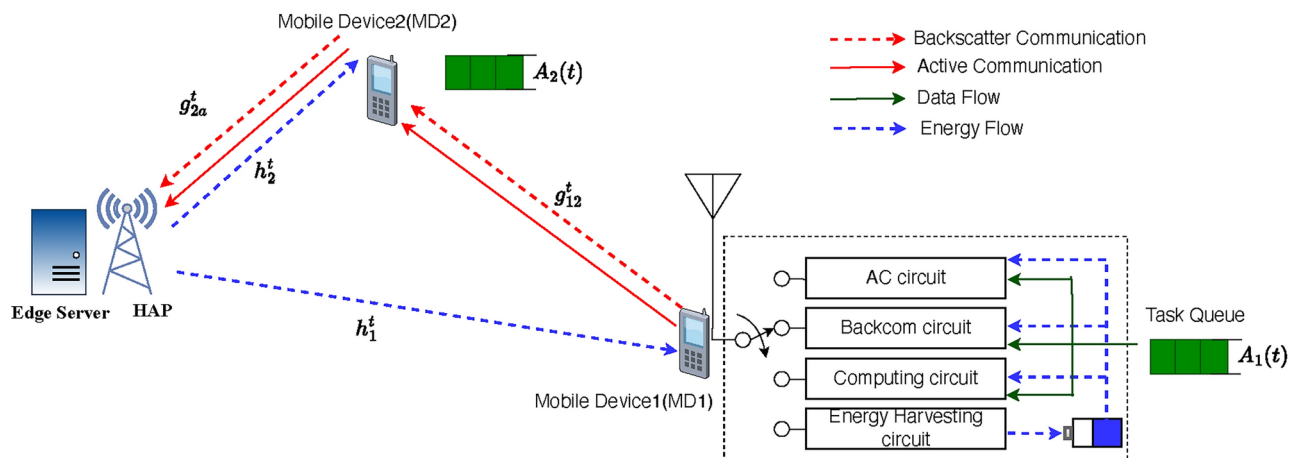 Mobile Device2(MD2)
A₂(t)
Backscatter Communication
Active Communication
Data Flow
Energy Flow
g₂ₐᵗ
h₂ᵗ
g₁₂ᵗ
Edge Server
HAP
h₁ᵗ
Mobile Device1(MD1)
AC circuit
Backcom circuit
Computing circuit
Energy Harvesting
circuit
Task Queue
A₁(t)